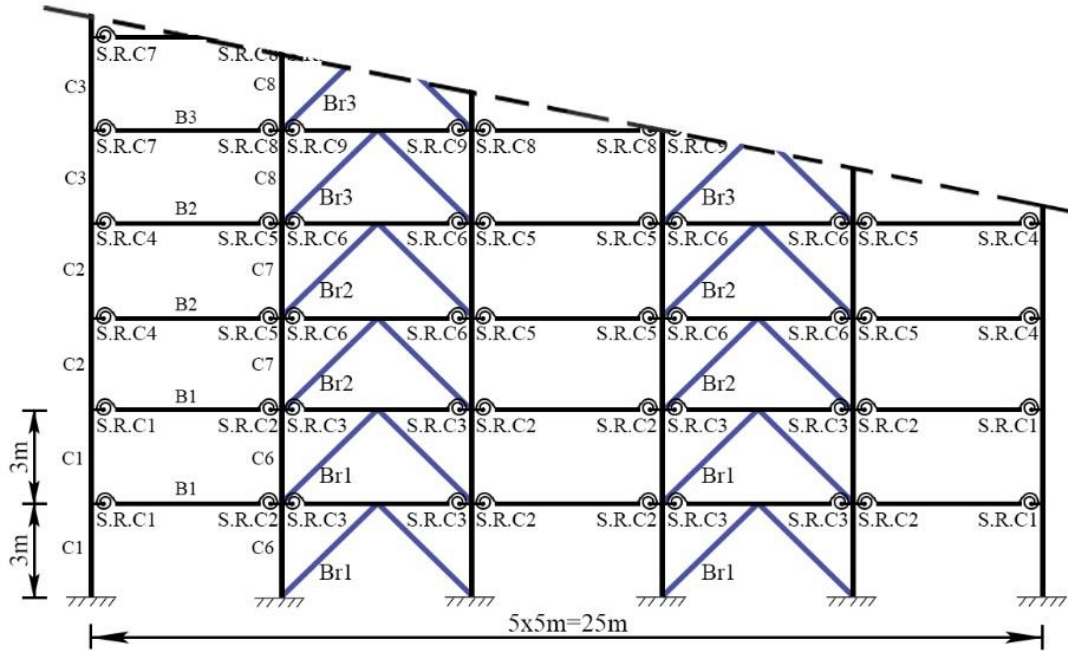 S.R.C7 S.R.C8
C3 C8
Br3
B3
S.R.C7 S.R.C8 S.R.C9 S.R.C9 S.R.C8 S.R.C8 S.R.C9
C3 C8
Br3 Br3
B2
S.R.C4 S.R.C5 S.R.C6 S.R.C6 S.R.C5 S.R.C5 S.R.C6 S.R.C6 S.R.C5 S.R.C4
C2 C7
Br2 Br2
B2
S.R.C4 S.R.C5 S.R.C6 S.R.C6 S.R.C5 S.R.C5 S.R.C6 S.R.C6 S.R.C5 S.R.C4
C2 C7
Br2 Br2
B1
S.R.C1 S.R.C2 S.R.C3 S.R.C3 S.R.C2 S.R.C2 S.R.C3 S.R.C3 S.R.C2 S.R.C1
3m C1 C6
Br1 Br1
B1
S.R.C1 S.R.C2 S.R.C3 S.R.C3 S.R.C2 S.R.C2 S.R.C3 S.R.C3 S.R.C2 S.R.C1
3m C1 C6
Br1 Br1
5x5m=25m